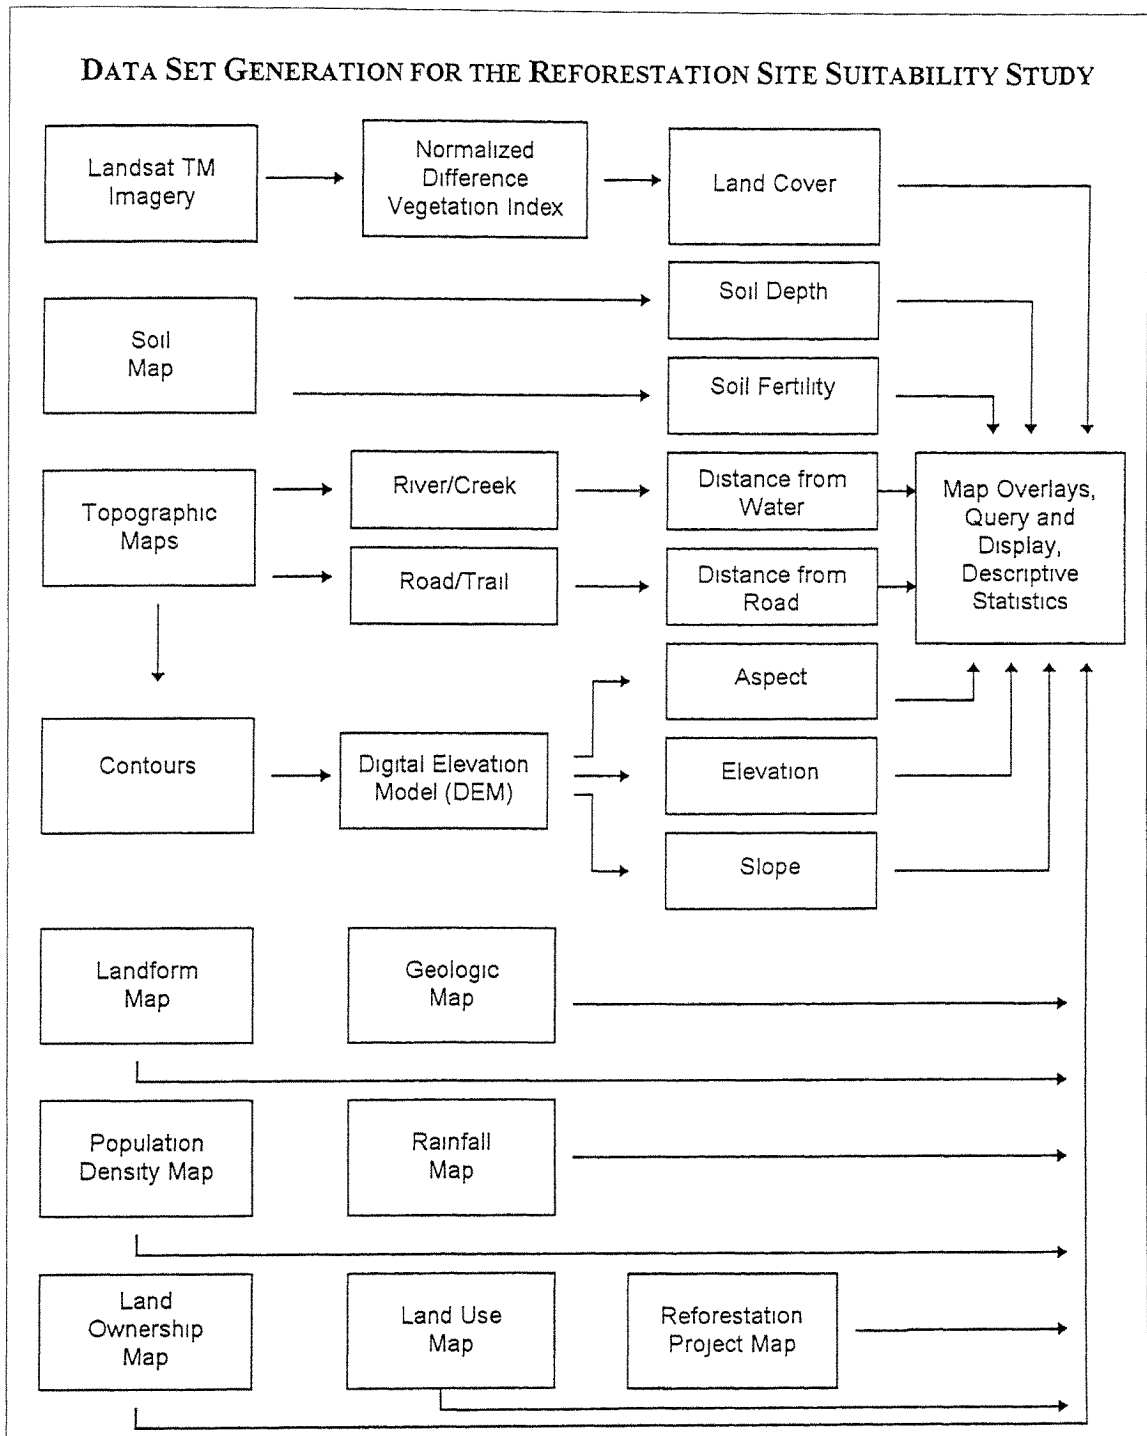 DATA SET GENERATION FOR THE REFORESTATION SITE SUITABILITY STUDY
Landsat TM
Imagery
Normalized
Difference
Vegetation Index
Land Cover
Soil
Map
Soil Depth
Soil Fertility
Topographic
Maps
River/Creek
Distance from
Water
Road/Trail
Distance from
Road
Map Overlays,
Query and
Display,
Descriptive
Statistics
Contours
Digital Elevation
Model (DEM)
Aspect
Elevation
Slope
Landform
Map
Geologic
Map
Population
Density Map
Rainfall
Map
Land
Ownership
Map
Land Use
Map
Reforestation
Project Map